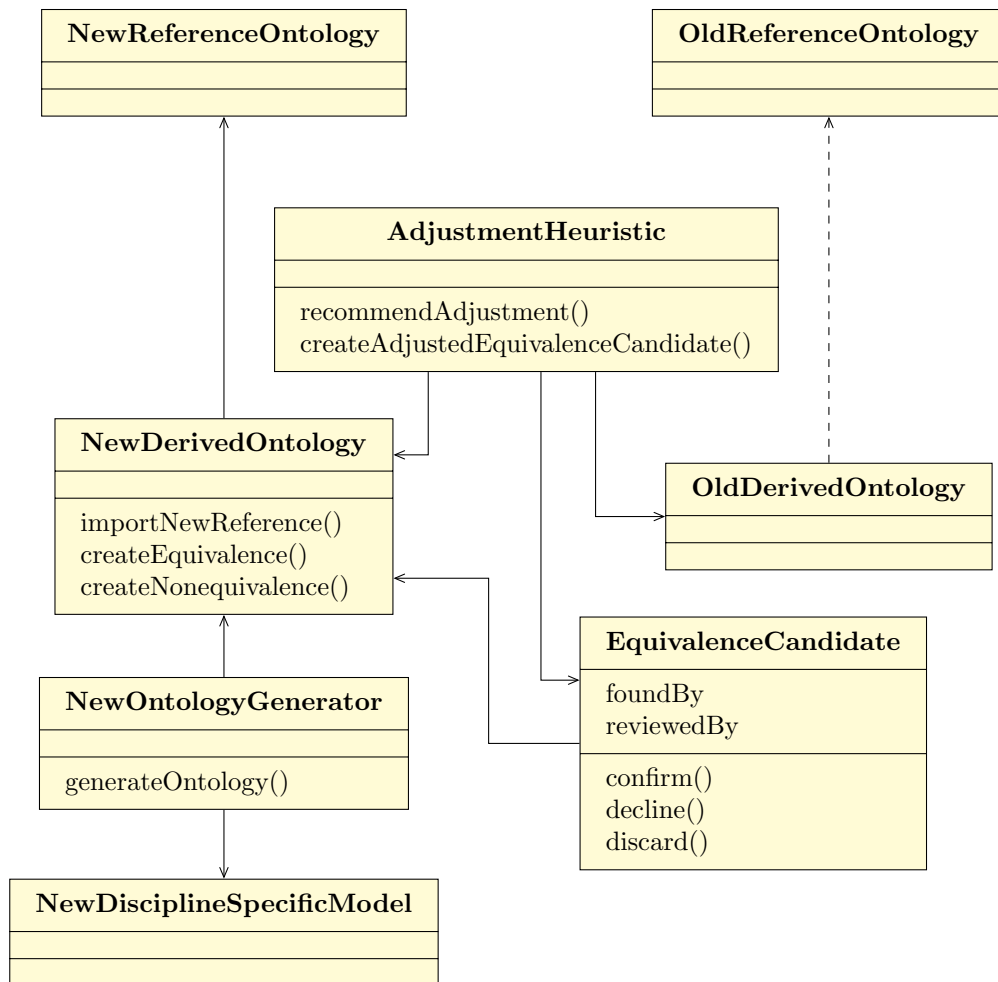 NewReferenceOntology
OldReferenceOntology
AdjustmentHeuristic
recommendAdjustment()
createAdjustedEquivalenceCandidate()
NewDerivedOntology
importNewReference()
createEquivalence()
createNonequivalence()
OldDerivedOntology
EquivalenceCandidate
foundBy
reviewedBy
confirm()
decline()
discard()
NewOntologyGenerator
generateOntology()
NewDisciplineSpecificModel